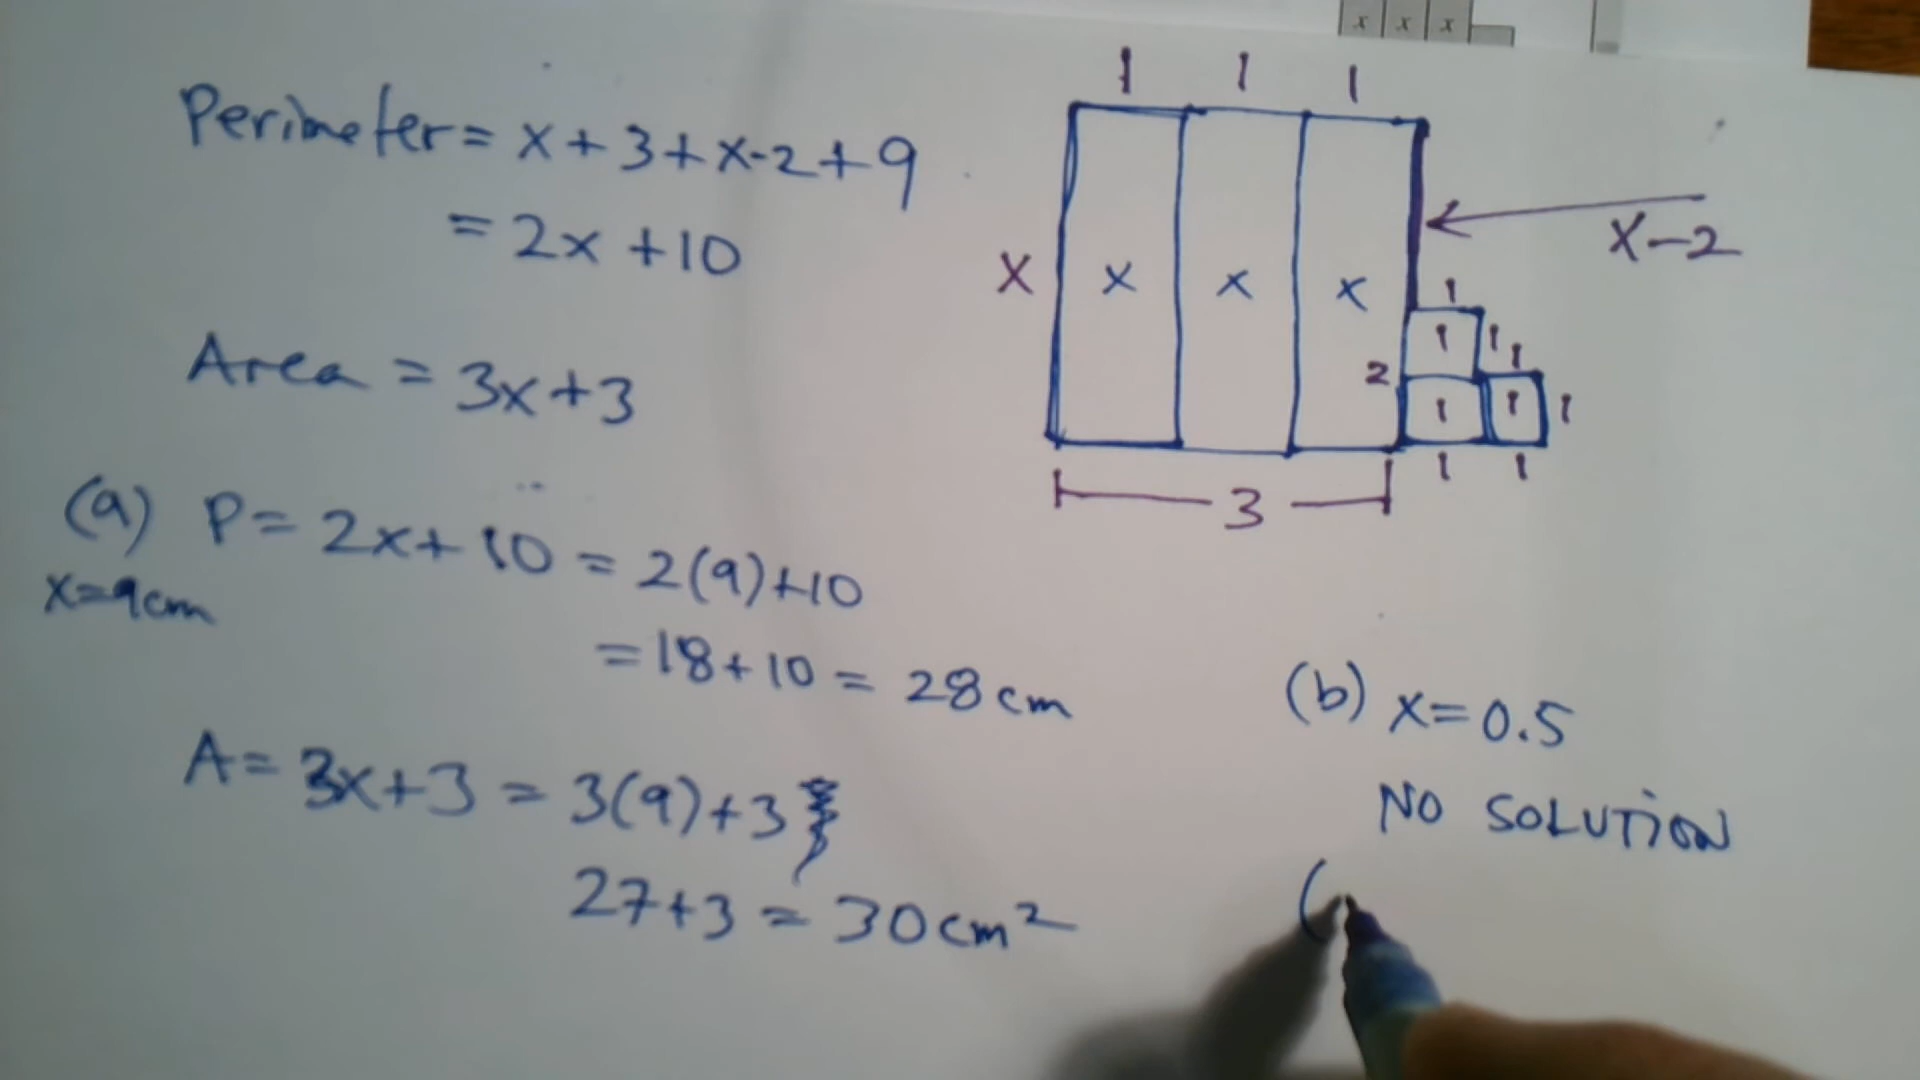 x x x
Perimeter = x + 3 + x - 2 + 9
= 2x + 10
Area = 3x + 3
(a) P = 2x + 10 = 2(9) + 10
x = 9cm
= 18 + 10 = 28 cm
A = 3x + 3 = 3(9) + 3
27 + 3 = 30 cm²
1 1 1
x - 2
x x x x
1
1 1 1
2
1 1 1
1 1
3
(b) x = 0.5
NO SOLUTION
(